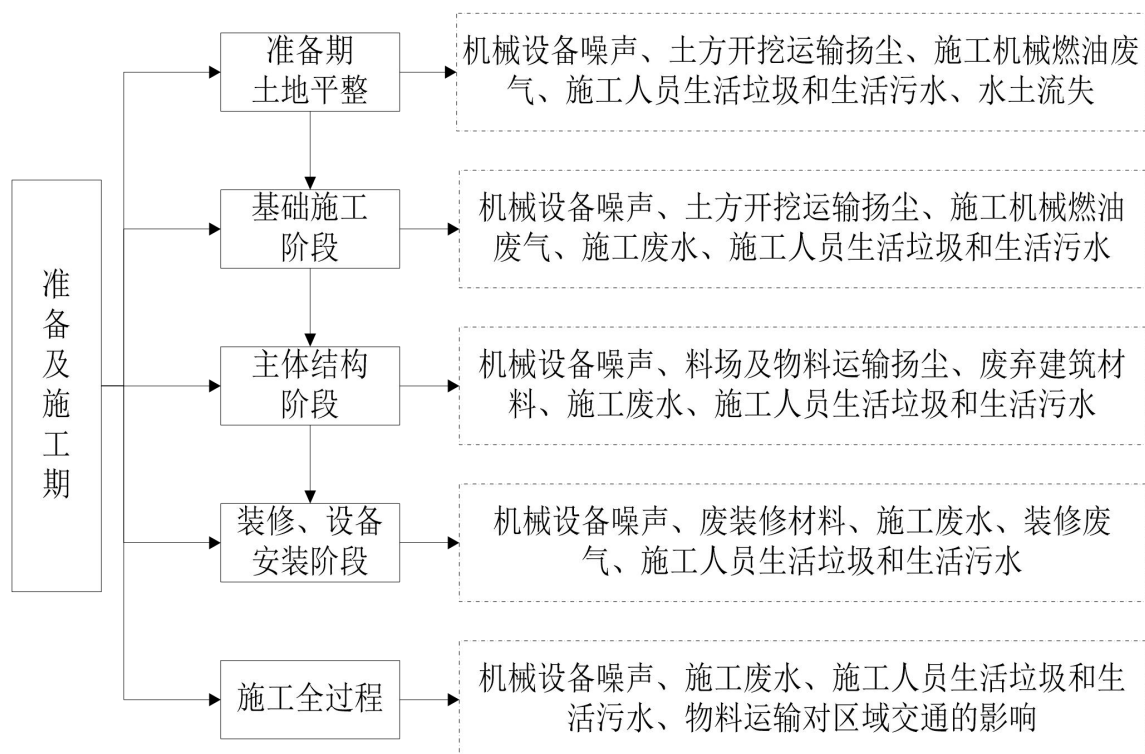 准备期
土地平整
机械设备噪声、土方开挖运输扬尘、施工机械燃油废
气、施工人员生活垃圾和生活污水、水土流失
准备及施工期
基础施工
阶段
机械设备噪声、土方开挖运输扬尘、施工机械燃油
废气、施工废水、施工人员生活垃圾和生活污水
主体结构
阶段
机械设备噪声、料场及物料运输扬尘、废弃建筑材
料、施工废水、施工人员生活垃圾和生活污水
装修、设备
安装阶段
机械设备噪声、废装修材料、施工废水、装修废
气、施工人员生活垃圾和生活污水
施工全过程
机械设备噪声、施工废水、施工人员生活垃圾和生
活污水、物料运输对区域交通的影响